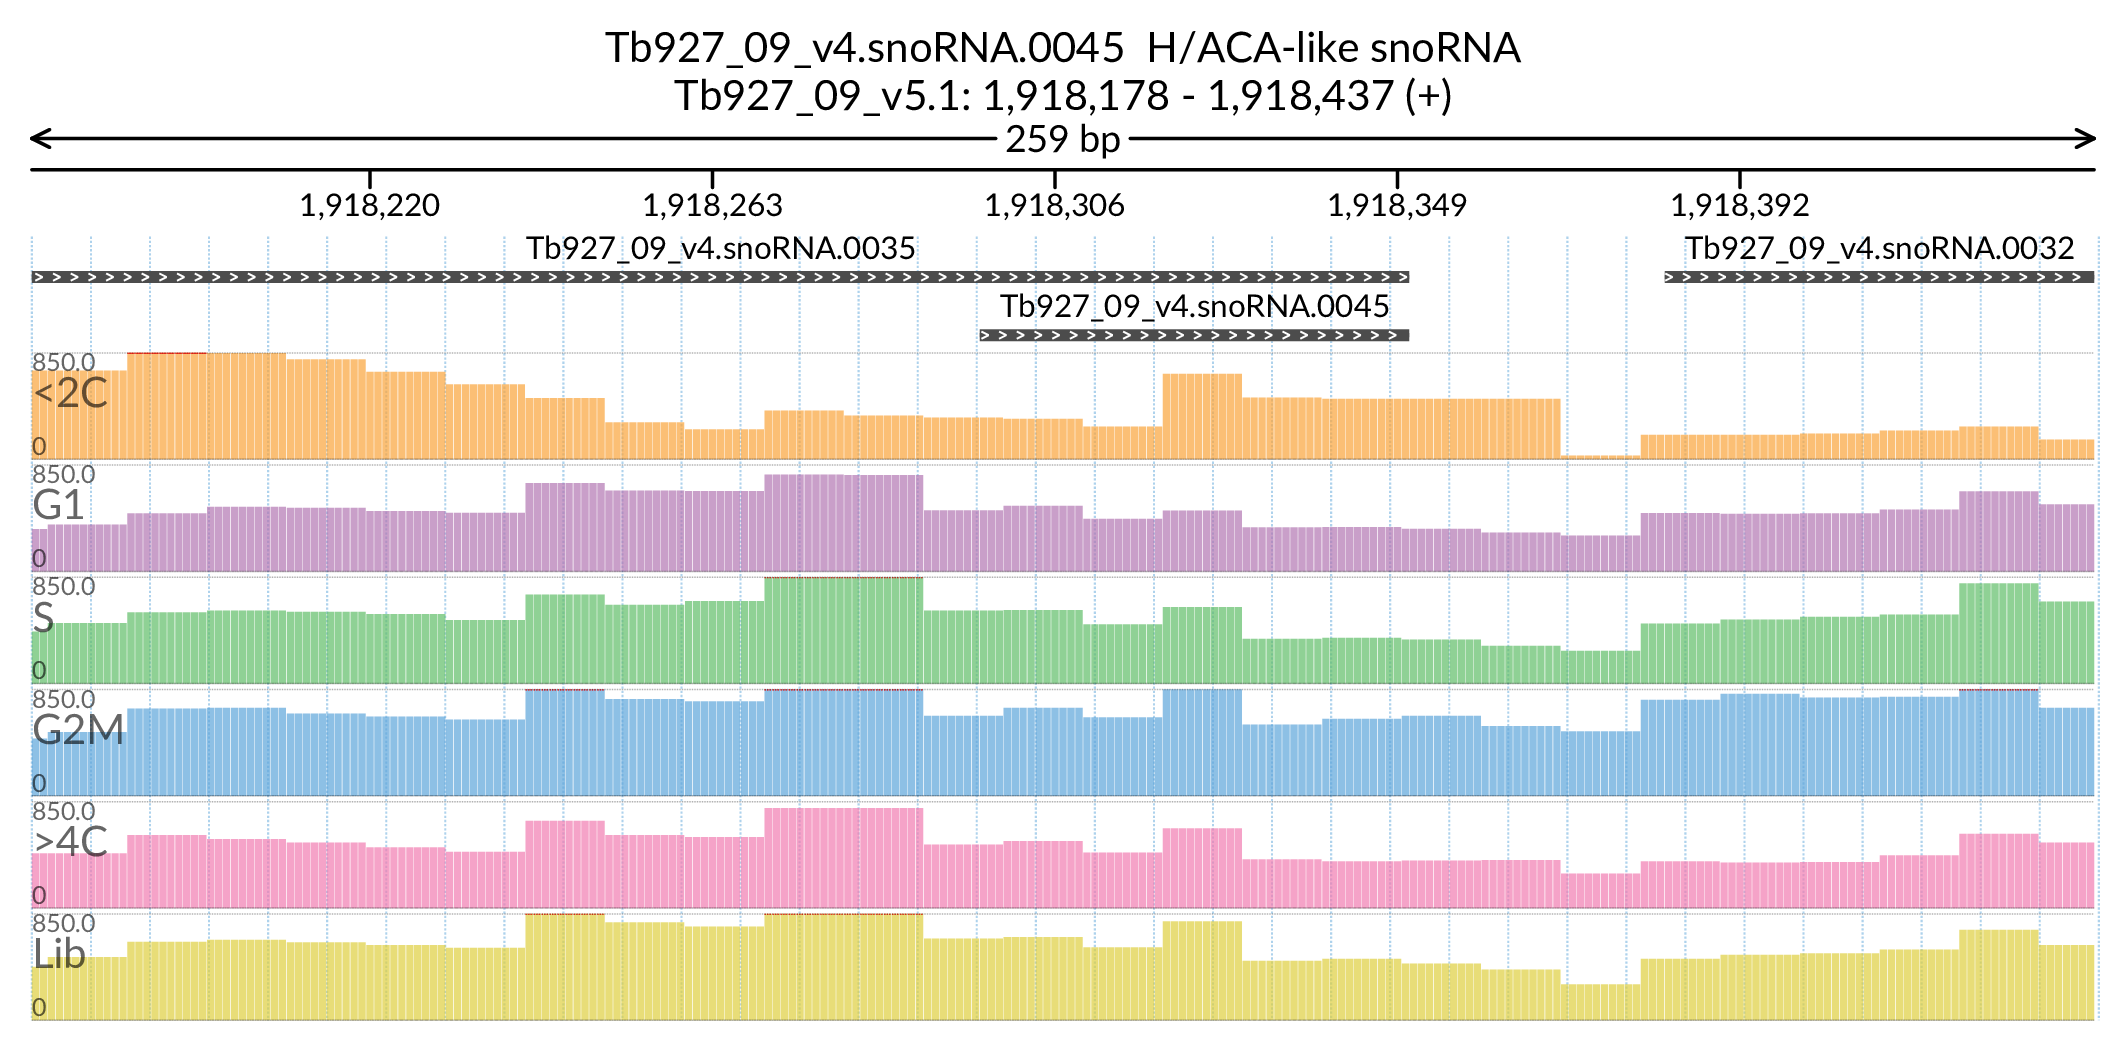 Tb927_09_v4.snoRNA.0045  H/ACA-like snoRNA
Tb927_09_v5.1: 1,918,178 - 1,918,437 (+)
259 bp
1,918,220 1,918,263 1,918,306 1,918,349 1,918,392
Tb927_09_v4.snoRNA.0035 Tb927_09_v4.snoRNA.0032
Tb927_09_v4.snoRNA.0045
850.0
<2C
0
850.0
G1
0
850.0
S
0
850.0
G2M
0
850.0
>4C
0
850.0
Lib
0